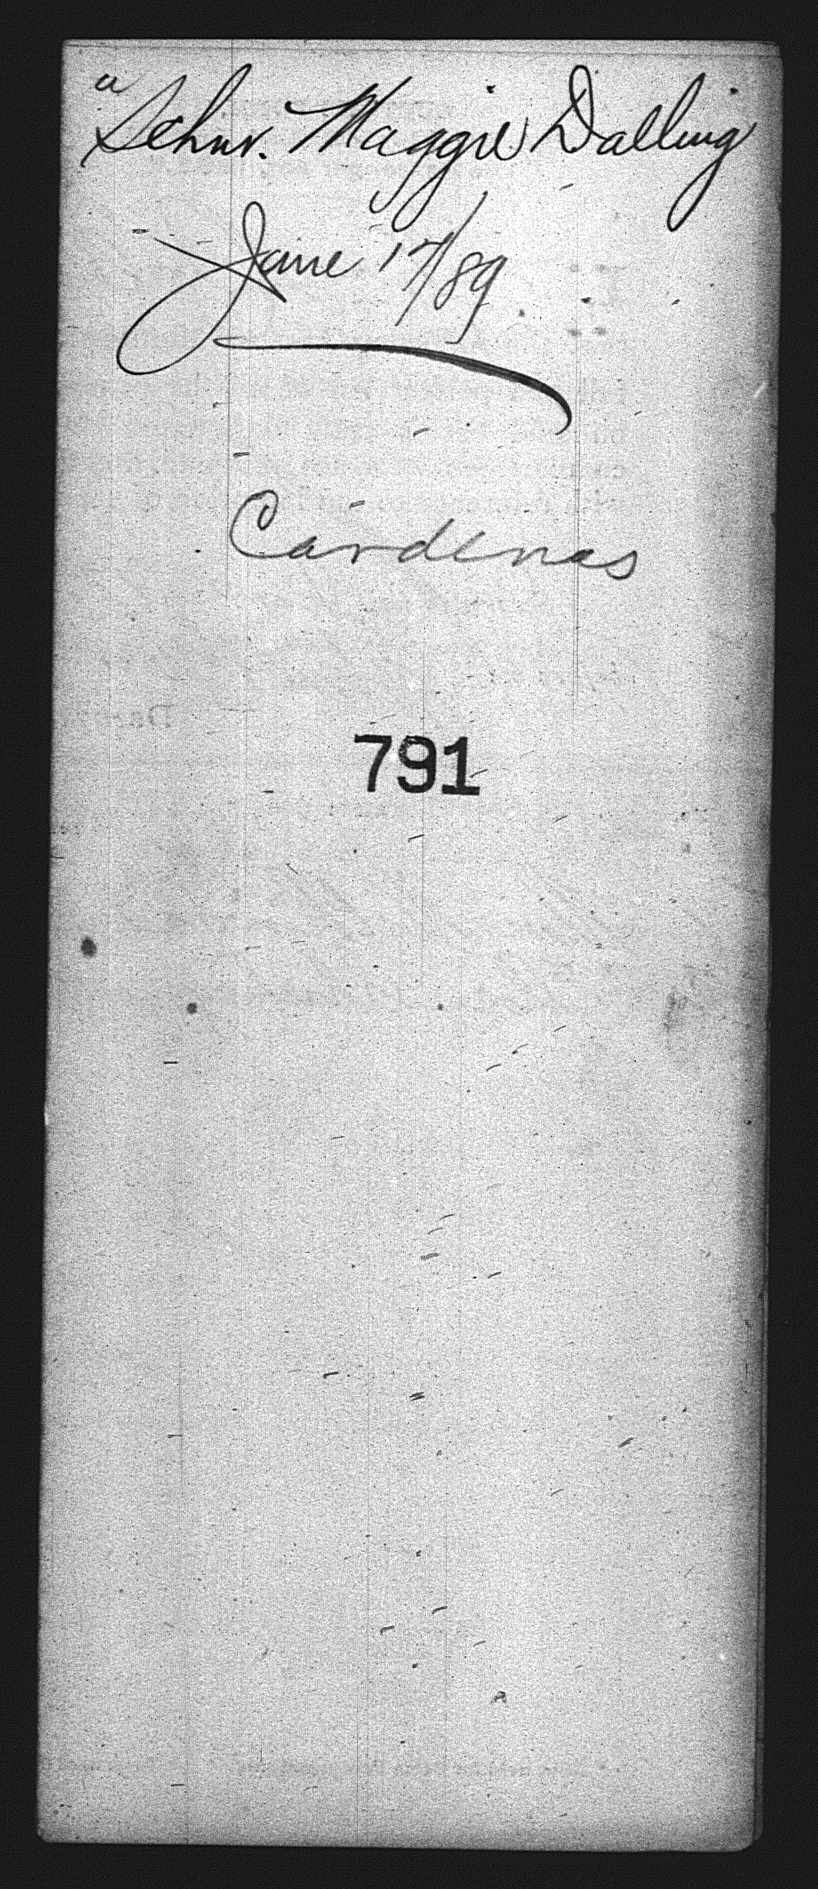 "Schnr. Maggie Dalling
June 17/89
Cardenas
791